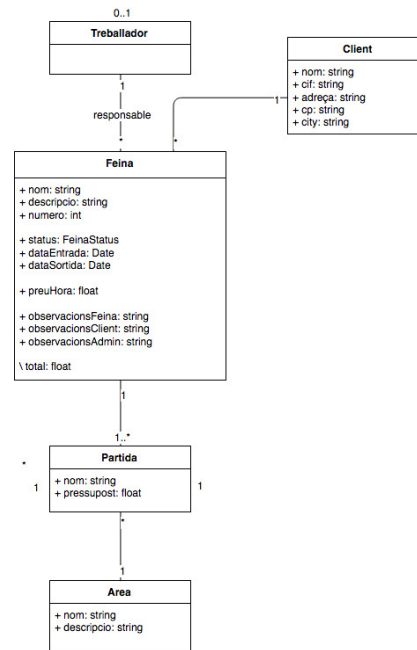 0..1
Treballador
1
responsable
*
Client
+ nom: string
+ cif: string
+ adreça: string
+ cp: string
+ city: string
1
*
Feina
+ nom: string
+ descripcio: string
+ numero: int
+ status: FeinaStatus
+ dataEntrada: Date
+ dataSortida: Date
+ preuHora: float
+ observacionsFeina: string
+ observacionsClient: string
+ observacionsAdmin: string
\ total: float
1
1..*
Partida
+ nom: string
+ pressupost: float
*
1
1
*
1
Area
+ nom: string
+ descripcio: string